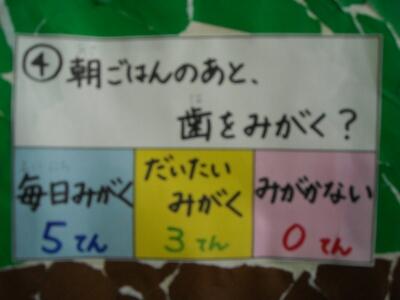 ④朝ごはんのあと、
歯をみがく？
は
毎日みがく
5てん
だいたい
みがく
3てん
みががない
0てん